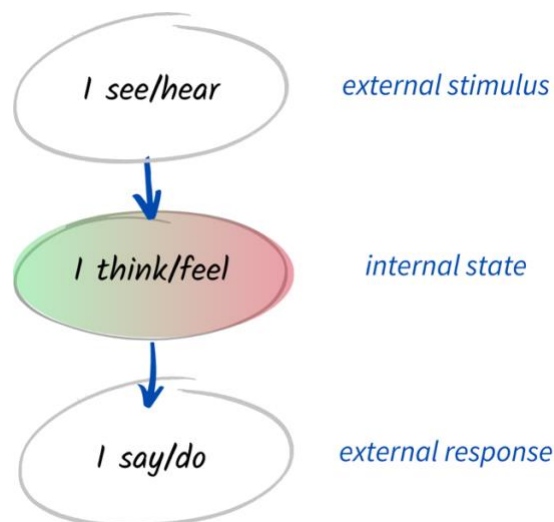 I see/hear
external stimulus
I think/feel
internal state
I say/do
external response